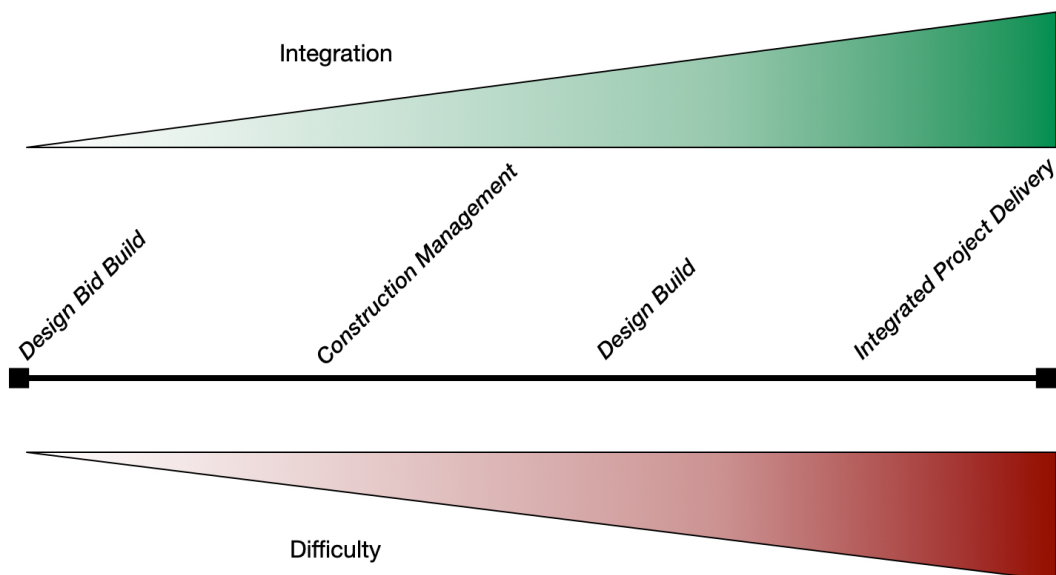 Integration
Design Bid Build
Construction Management
Design Build
Integrated Project Delivery
Difficulty